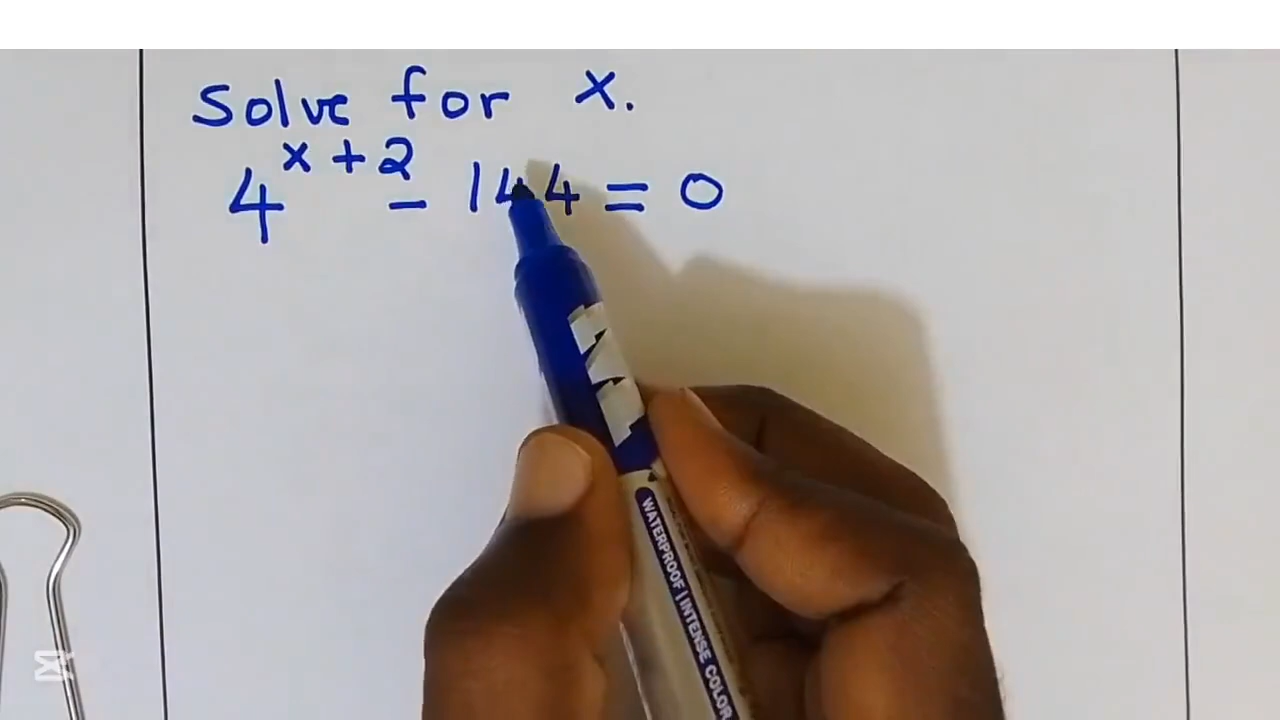 Solve for x.
4^{x+2} - 144 = 0
WATERPROOF | INTENSE COLOR